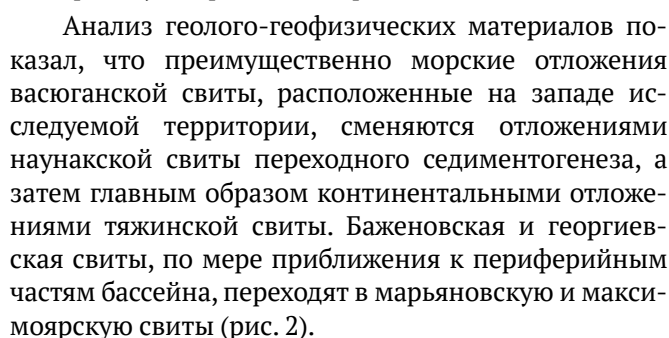 Анализ геолого-геофизических материалов по-
казал, что преимущественно морские отложения
васюганской свиты, расположенные на западе ис-
следуемой территории, сменяются отложениями
наунакской свиты переходного седиментогенеза, а
затем главным образом континентальными отложе-
ниями тяжинской свиты. Баженовская и георгиев-
ская свиты, по мере приближения к периферийным
частям бассейна, переходят в марьяновскую и макси-
моярскую свиты (рис. 2).